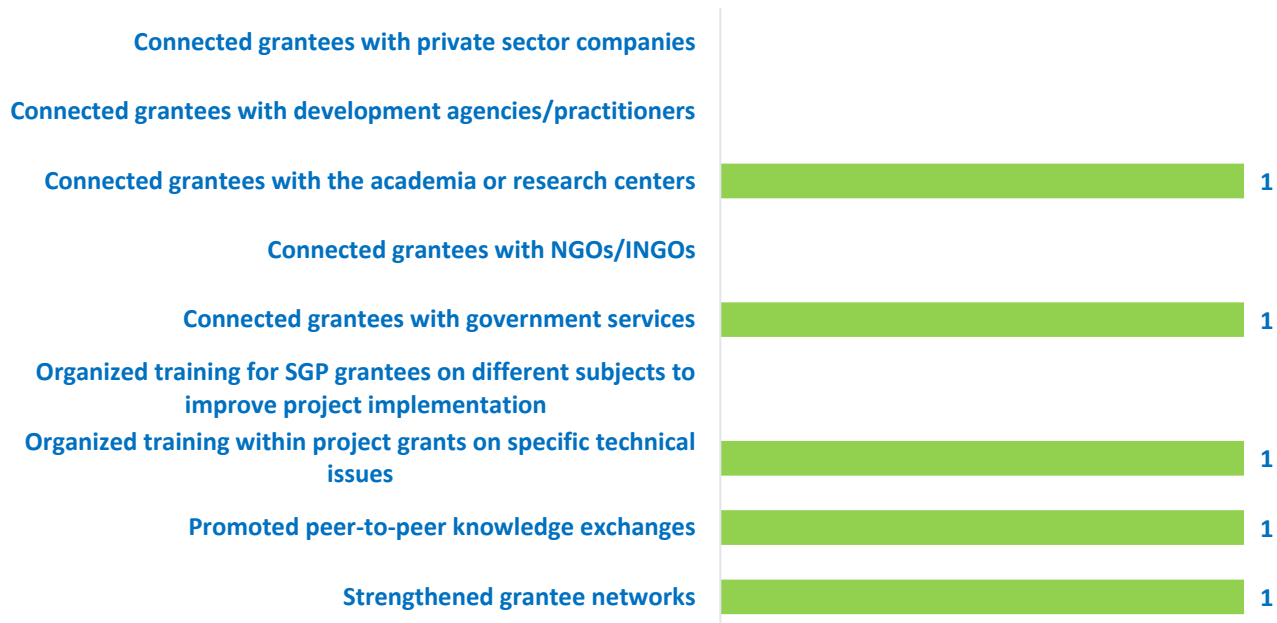 Connected grantees with private sector companies
Connected grantees with development agencies/practitioners
Connected grantees with the academia or research centers
1
Connected grantees with NGOs/INGOs
Connected grantees with government services
1
Organized training for SGP grantees on different subjects to
improve project implementation
Organized training within project grants on specific technical
issues
1
Promoted peer-to-peer knowledge exchanges
1
Strengthened grantee networks
1